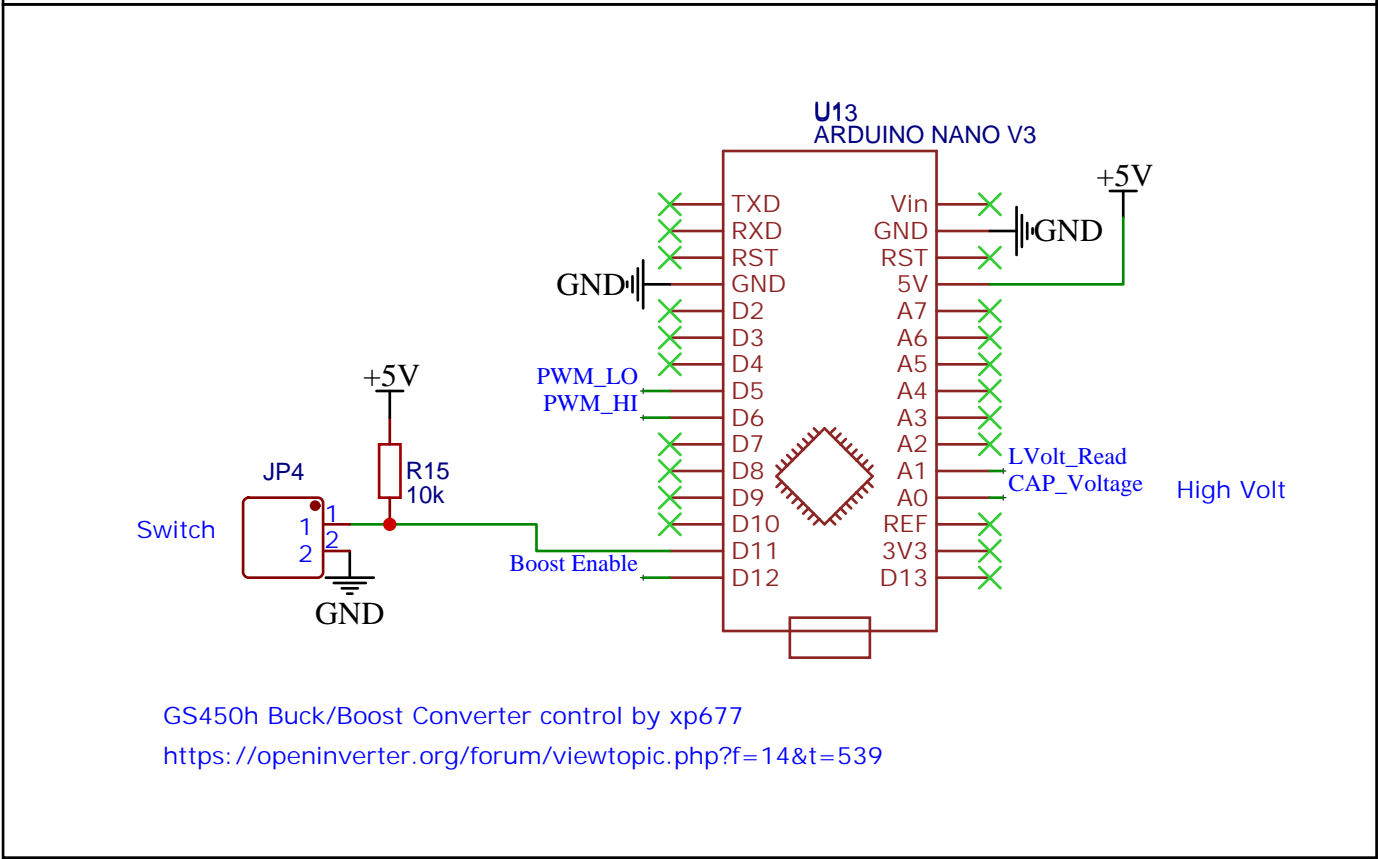 U13
ARDUINO NANO V3
+5V
TXD Vin
RXD GND GND
RST RST
GND GND 5V
D2 A7
D3 A6
D4 A5
PWM_LO D5 A4
PWM_HI D6 A3
+5V
D7 A2
JP4 R15 D8 A1 LVolt_Read
10k D9 A0 CAP_Voltage High Volt
Switch 1 1 D10 REF
2 2 D11 3V3
Boost Enable D12 D13
GND
GS450h Buck/Boost Converter control by xp677
https://openinverter.org/forum/viewtopic.php?f=14&t=539